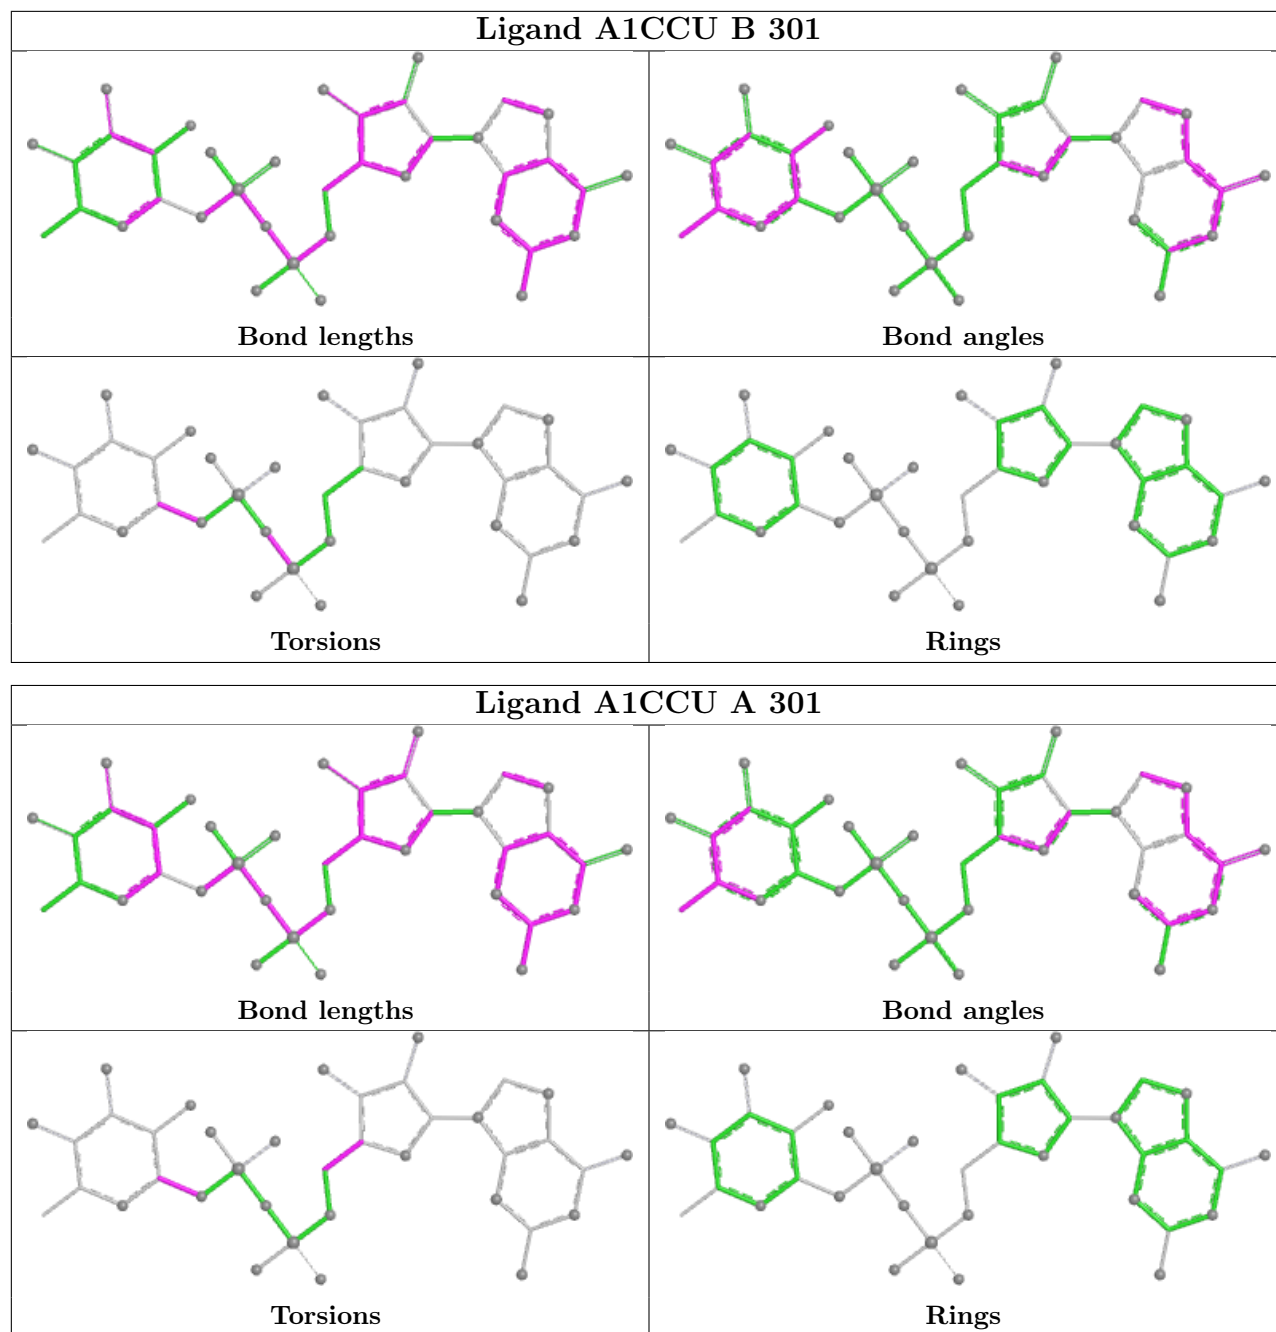 Ligand A1CCU B 301
Bond lengths
Bond angles
Torsions
Rings
Ligand A1CCU A 301
Bond lengths
Bond angles
Torsions
Rings